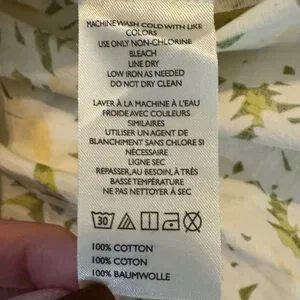 MACHINE WASH COLD WITH LIKE
COLORS
USE ONLY NON-CHLORINE
BLEACH
LINE DRY
LOW IRON AS NEEDED
DO NOT DRY CLEAN
LAVER À LA MACHINE À L'EAU
FROIDE AVEC COULEURS
SIMILAIRES
UTILISER UN AGENT DE
BLANCHIMENT SANS CHLORE SI
NÉCESSAIRE
LIGNE SEC
REPASSER, AU BESOIN, À TRÈS
BASSE TEMPÉRATURE
NE PAS NETTOYER À SEC
30
100% COTTON
100% COTON
100% BAUMWOLLE